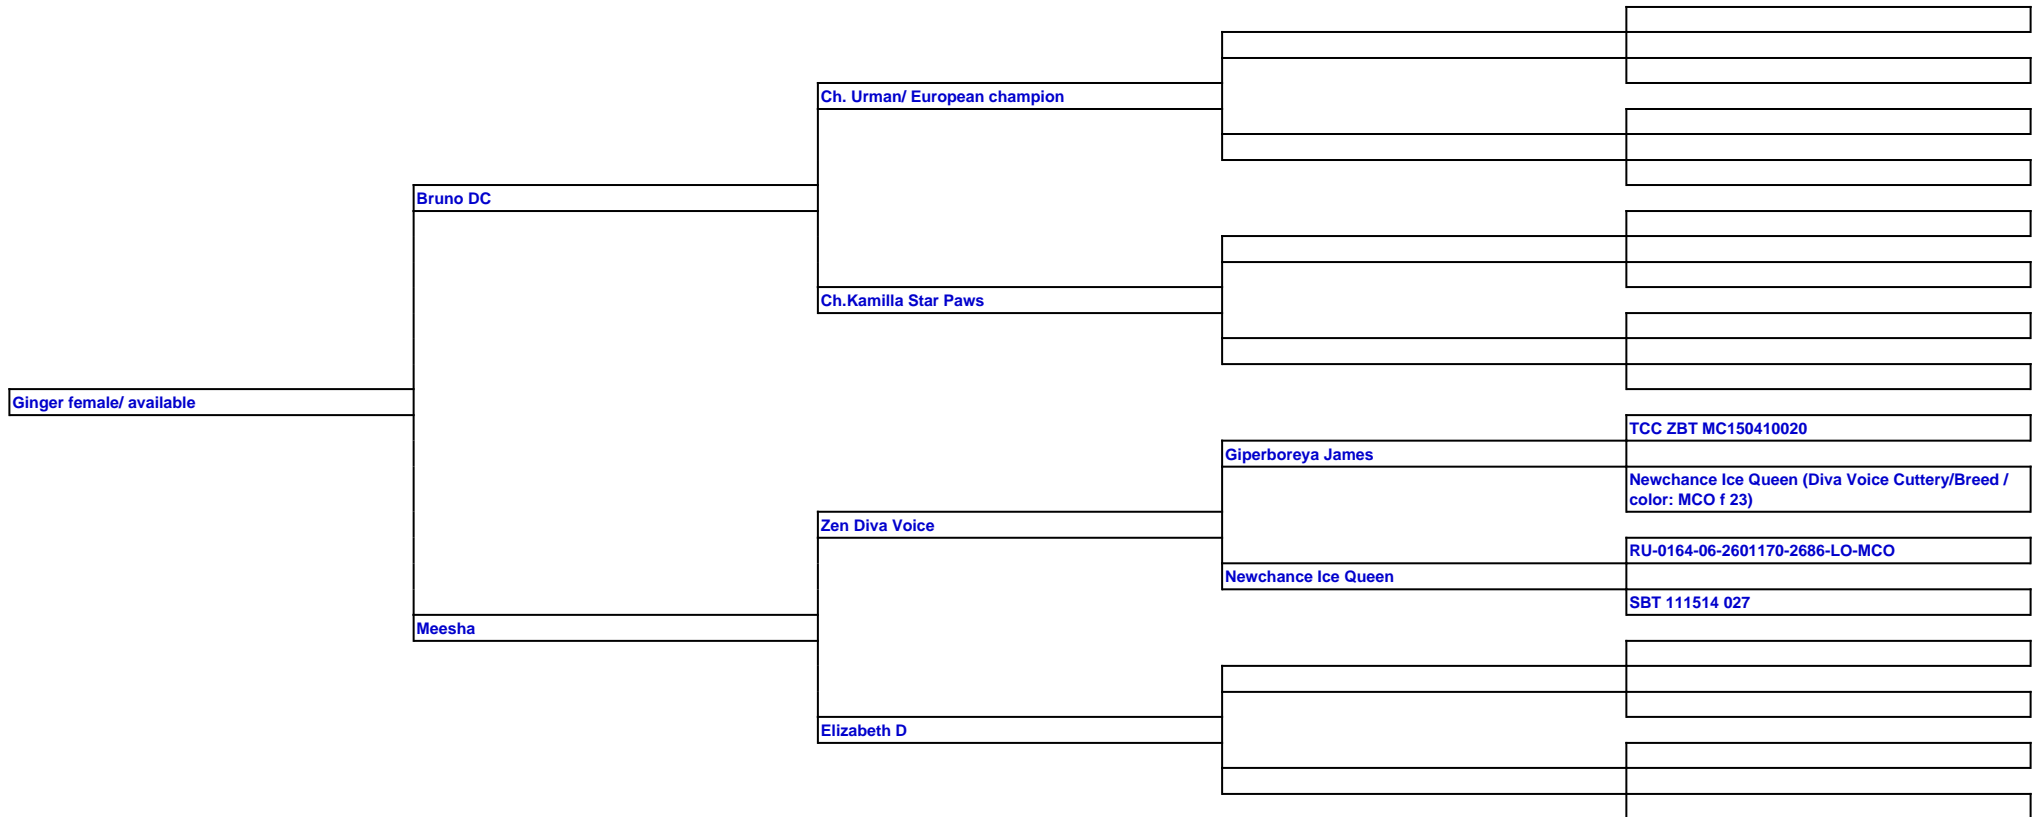 Ch. Urman/ European champion
Bruno DC
Ch.Kamilla Star Paws
Ginger female/ available
TCC ZBT MC150410020
Giperboreya James
Newchance Ice Queen (Diva Voice Cuttery/Breed /
color: MCO f 23)
Zen Diva Voice
RU-0164-06-2601170-2686-LO-MCO
Newchance Ice Queen
SBT 111514 027
Meesha
Elizabeth D